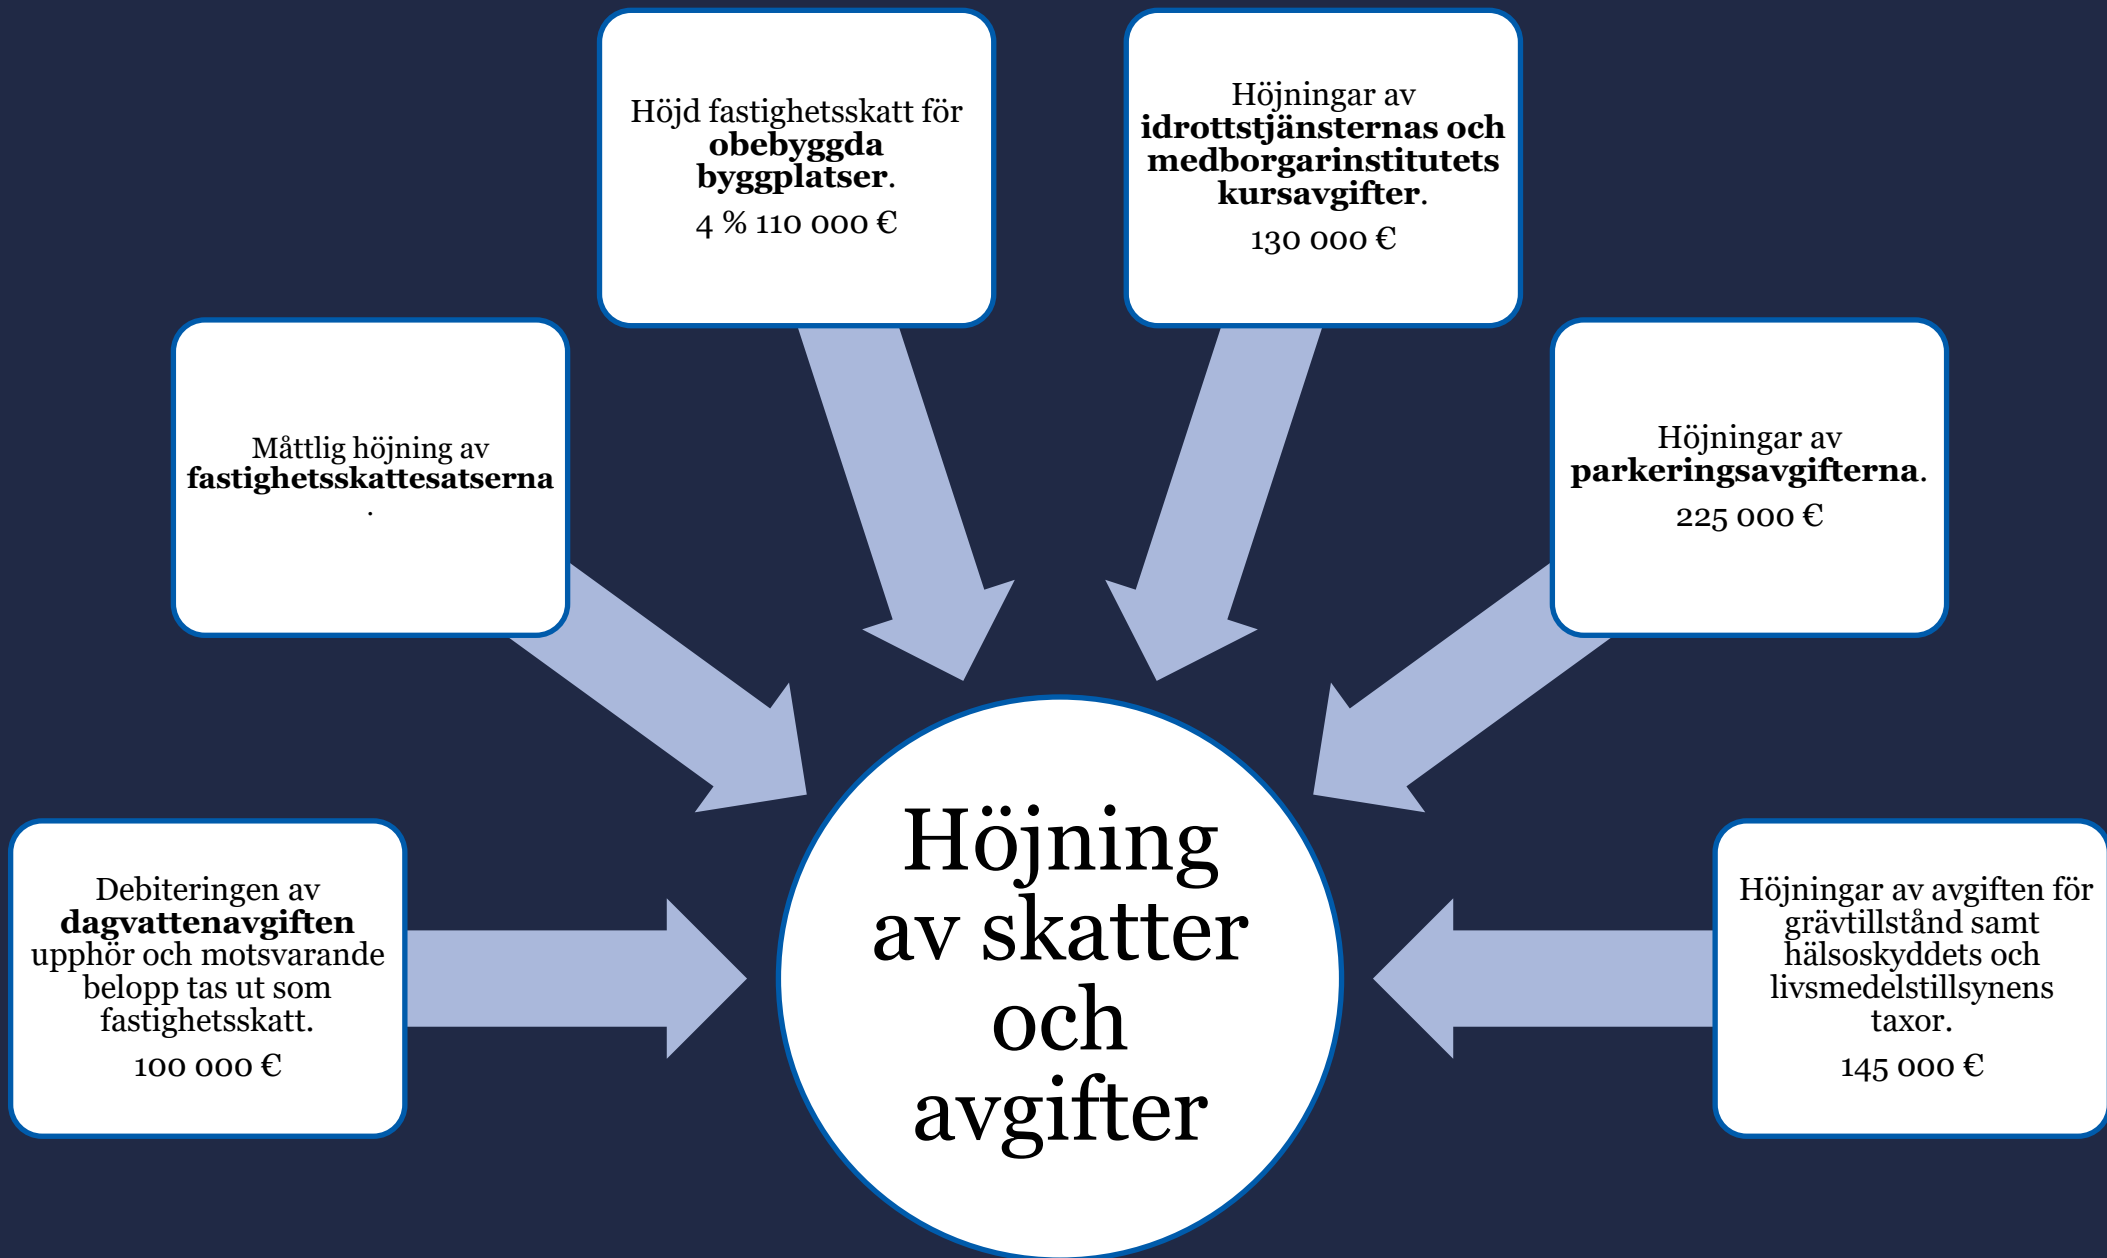 Höjd fastighetsskatt för
obebyggda
byggplatser.
4 % 110 000 €
Höjningar av
idrottstjänsternas och
medborgarinstitutets
kursavgifter.
130 000 €
Måttlig höjning av
fastighetsskattesatserna
.
Höjningar av
parkeringsavgifterna.
225 000 €
Debiteringen av
dagvattenavgiften
upphör och motsvarande
belopp tas ut som
fastighetsskatt.
100 000 €
Höjning
av skatter
och
avgifter
Höjningar av avgiften för
grävtillstånd samt
hälsoskyddets och
livsmedelstillsynens
taxor.
145 000 €